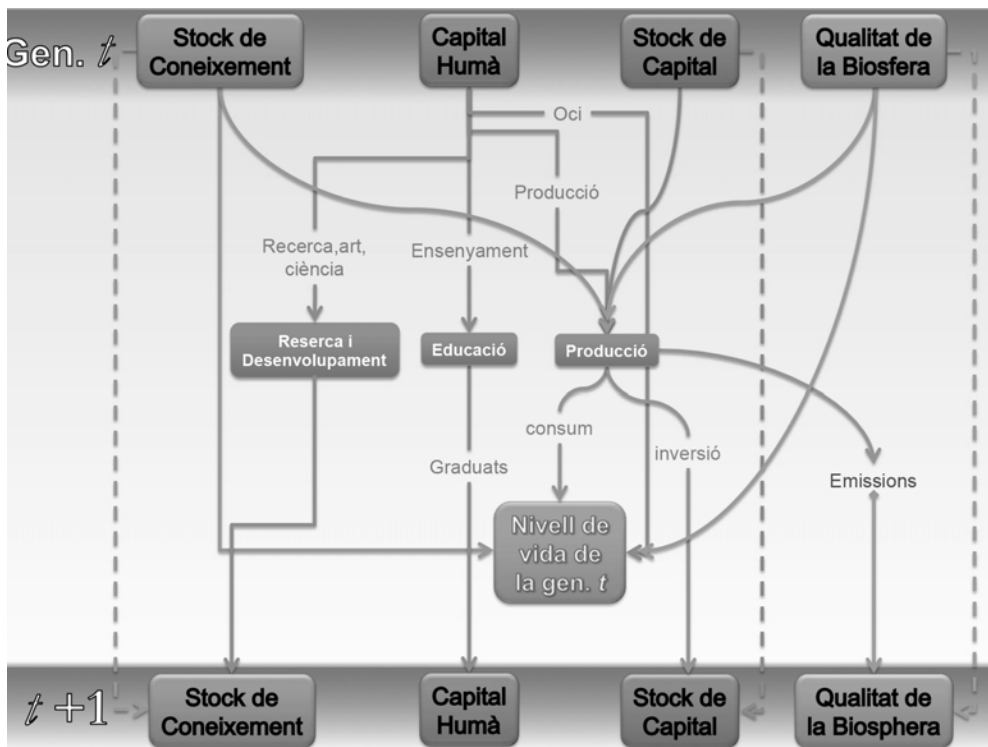 Gen. t
Stock de
Coneixement
Capital
Humà
Stock de
Capital
Qualitat de
la Biosfera
Oci
Producció
Recerca,art,
ciència
Ensenyament
Reserca i
Desenvolupament
Educació
Producció
consum
inversió
Graduats
Emissions
Nivell de
vida de
la gen. t
t +1
Stock de
Coneixement
Capital
Humà
Stock de
Capital
Qualitat de
la Biosphera